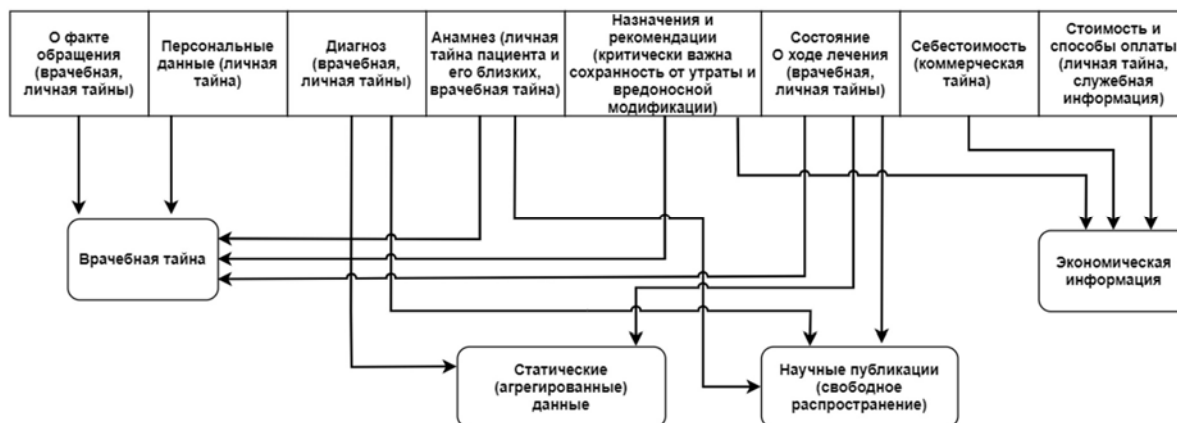 О факте
обращения
(врачебная,
личная тайны)
Персональные
данные (личная
тайна)
Диагноз
(врачебная,
личная тайны)
Анамнез (личная
тайна пациента и
его близких,
врачебная тайна)
Назначения и
рекомендации
(критически важна
сохранность от утраты и
вредоносной
модификации)
Состояние
О ходе лечения
(врачебная,
личная тайны)
Себестоимость
(коммерческая
тайна)
Стоимость и
способы оплаты
(личная тайна,
служебная
информация)
Врачебная тайна
Экономическая
информация
Статические
(агрегированные)
данные
Научные публикации
(свободное
распространение)